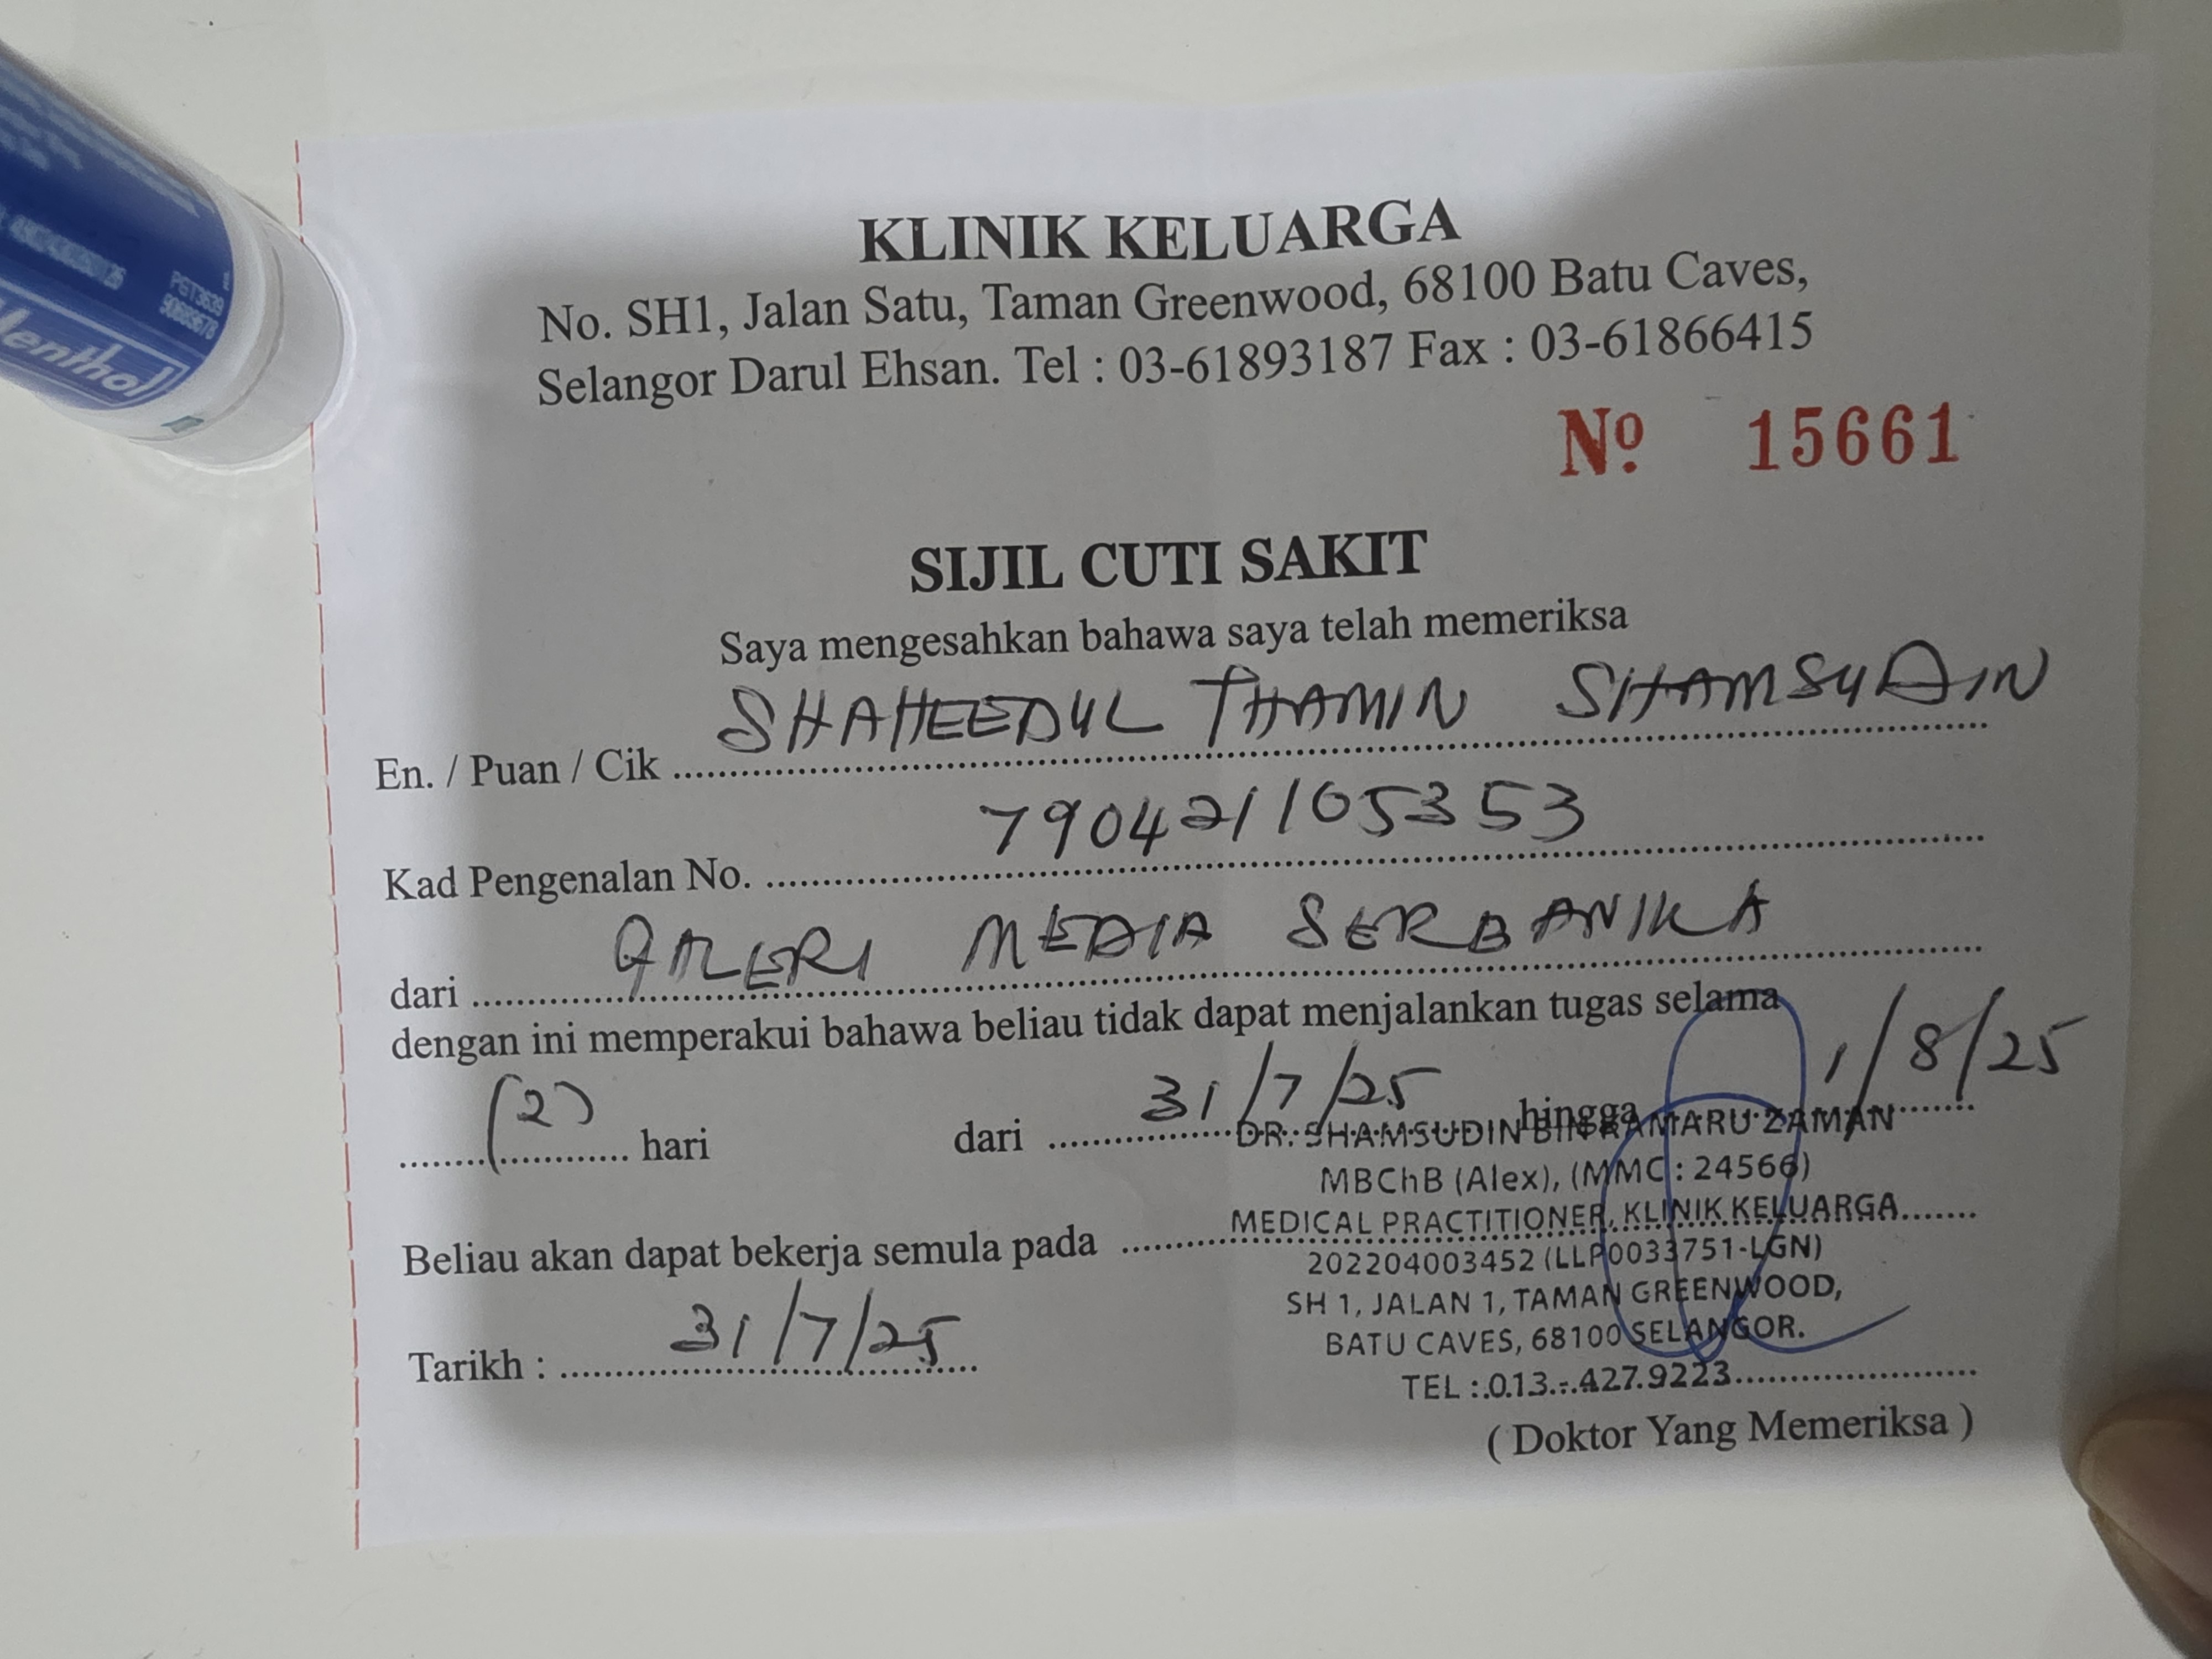 PGT3639
90869678
Menthol
KLINIK KELUARGA
No. SH1, Jalan Satu, Taman Greenwood, 68100 Batu Caves,
Selangor Darul Ehsan. Tel : 03-61893187 Fax : 03-61866415
Nº 15661
SIJIL CUTI SAKIT
Saya mengesahkan bahawa saya telah memeriksa
En. / Puan / Cik SHAHEEDUL THAMIN SHAMSUDIN
Kad Pengenalan No. 790421105353
dari GALERI MEDIA SERBANIKA
dengan ini memperakui bahawa beliau tidak dapat menjalankan tugas selama
(2) hari dari 31/7/25 hingga 1/8/25
DR. SHAMSUDIN BIN KAMARU ZAMAN
MBChB (Alex), (MMC : 24566)
MEDICAL PRACTITIONER, KLINIK KELUARGA
Beliau akan dapat bekerja semula pada
202204003452 (LLP0033751-LGN)
SH 1, JALAN 1, TAMAN GREENWOOD,
BATU CAVES, 68100 SELANGOR.
Tarikh : 31/7/25
TEL : 013 - 427 9223
( Doktor Yang Memeriksa )